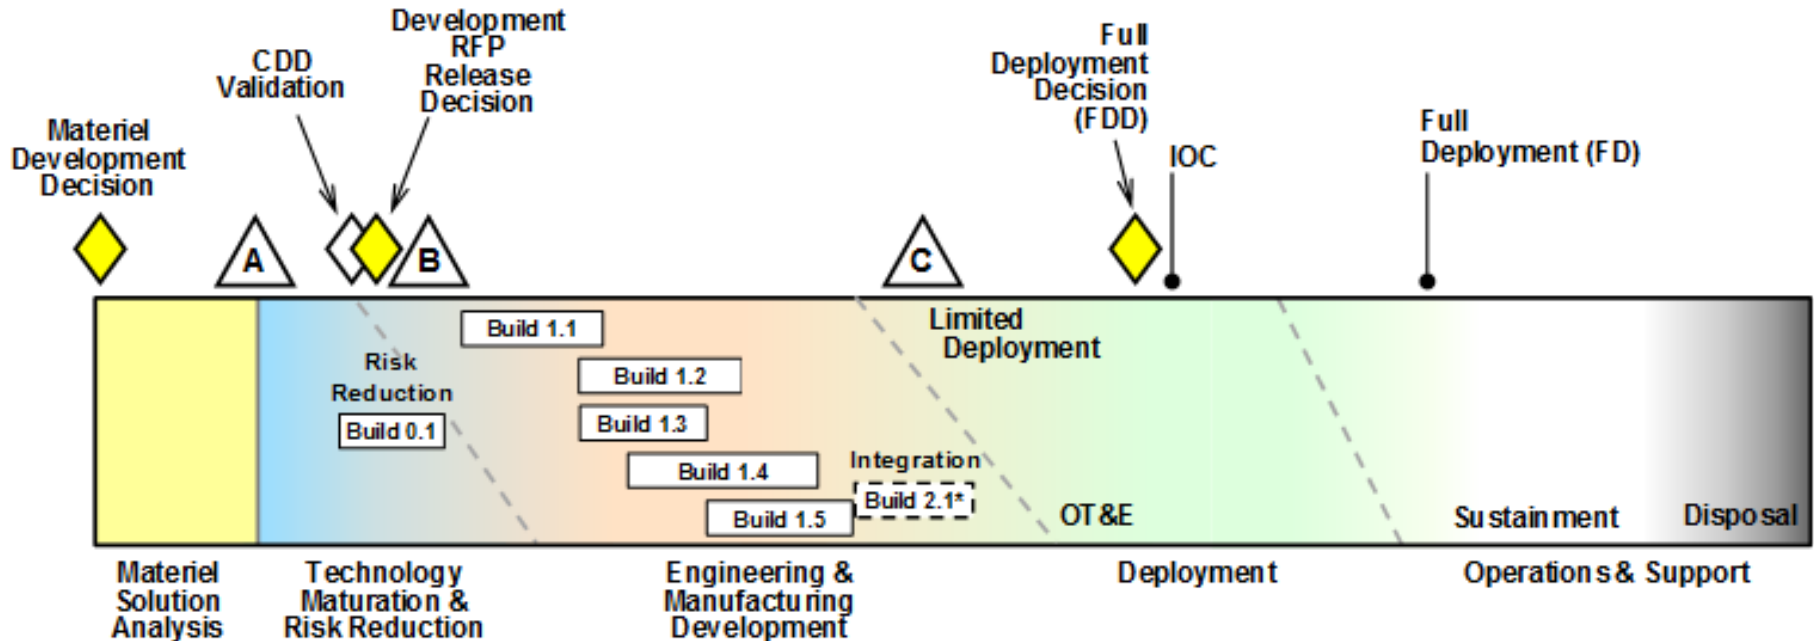 Development
RFP
Release
Decision
CDD
Validation
Materiel
Development
Decision
Full
Deployment
Decision
(FDD)
IOC
Full
Deployment (FD)
A
B
C
Build 1.1
Limited
Deployment
Risk
Reduction
Build 0.1
Build 1.2
Build 1.3
Build 1.4
Integration
Build 2.1*
Build 1.5
OT&E
Sustainment
Disposal
Materiel
Solution
Analysis
Technology
Maturation &
Risk Reduction
Engineering &
Manufacturing
Development
Deployment
Operations & Support